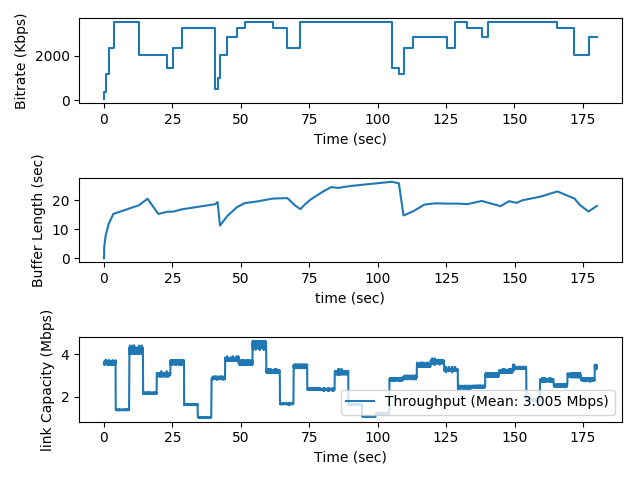 Bitrate (Kbps)
2000
0
0 25 50 75 100 125 150 175
Time (sec)
Buffer Length (sec)
20
10
0
0 25 50 75 100 125 150 175
time (sec)
link Capacity (Mbps)
4
2
Throughput (Mean: 3.005 Mbps)
0 25 50 75 100 125 150 175
Time (sec)